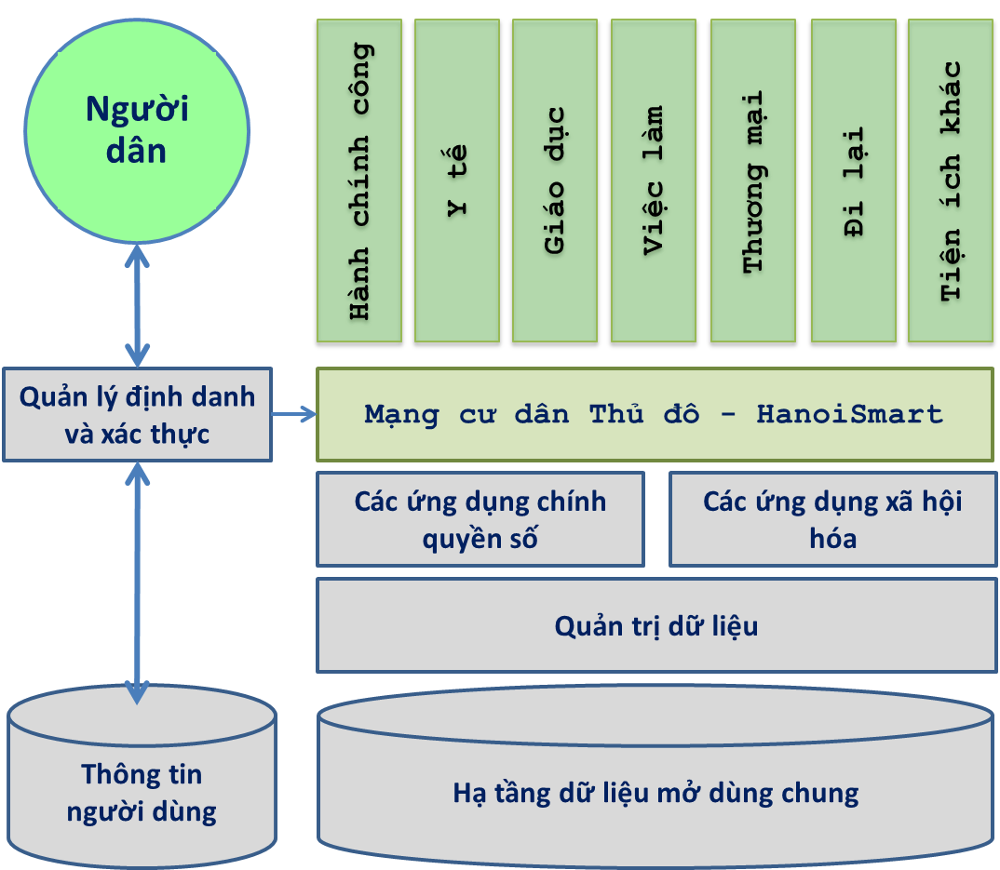 Người
dân
Hành chính công
Y tế
Giáo dục
Việc làm
Thương mại
Đi lại
Tiện ích khác
Quản lý định danh
và xác thực
Mạng cư dân Thủ đô - HanoiSmart
Các ứng dụng chính
quyền số
Các ứng dụng xã hội
hóa
Quản trị dữ liệu
Thông tin
người dùng
Hạ tầng dữ liệu mở dùng chung